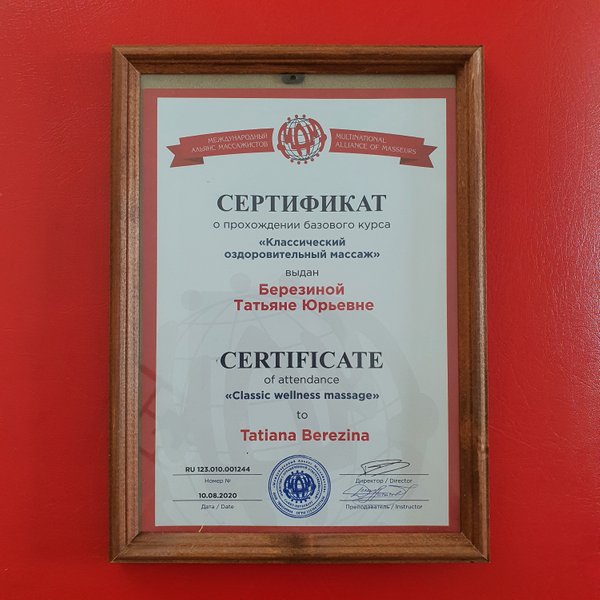 МЕЖДУНАРОДНЫЙ
АЛЬЯНС МАССАЖИСТОВ
МАМ
MULTINATIONAL
ALLIANCE OF MASSEURS
СЕРТИФИКАТ
о прохождении базового курса
«Классический
оздоровительный массаж»
выдан
Березиной
Татьяне Юрьевне
CERTIFICATE
of attendance
«Classic wellness massage»
to
Tatiana Berezina
RU 123.010.001244
Номер №
10.08.2020
Дата / Date
Директор / Director
Преподаватель / Instructor